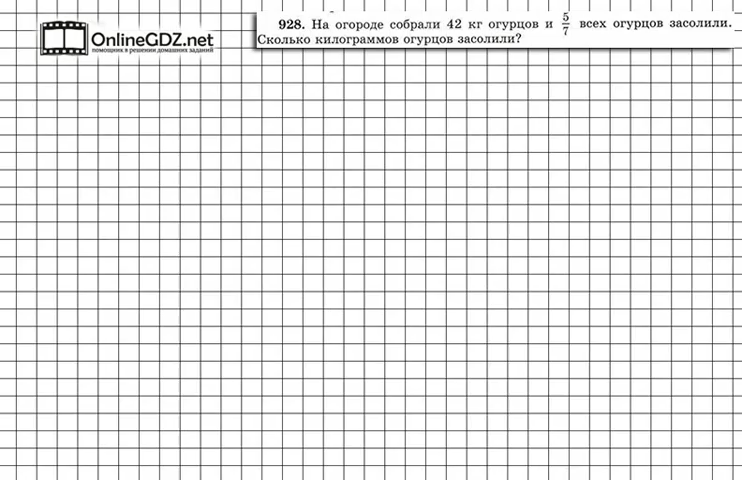 OnlineGDZ.net
помощник в решении домашних заданий
928. На огороде собрали 42 кг огурцов и 5/7 всех огурцов засолили.
Сколько килограммов огурцов засолили?